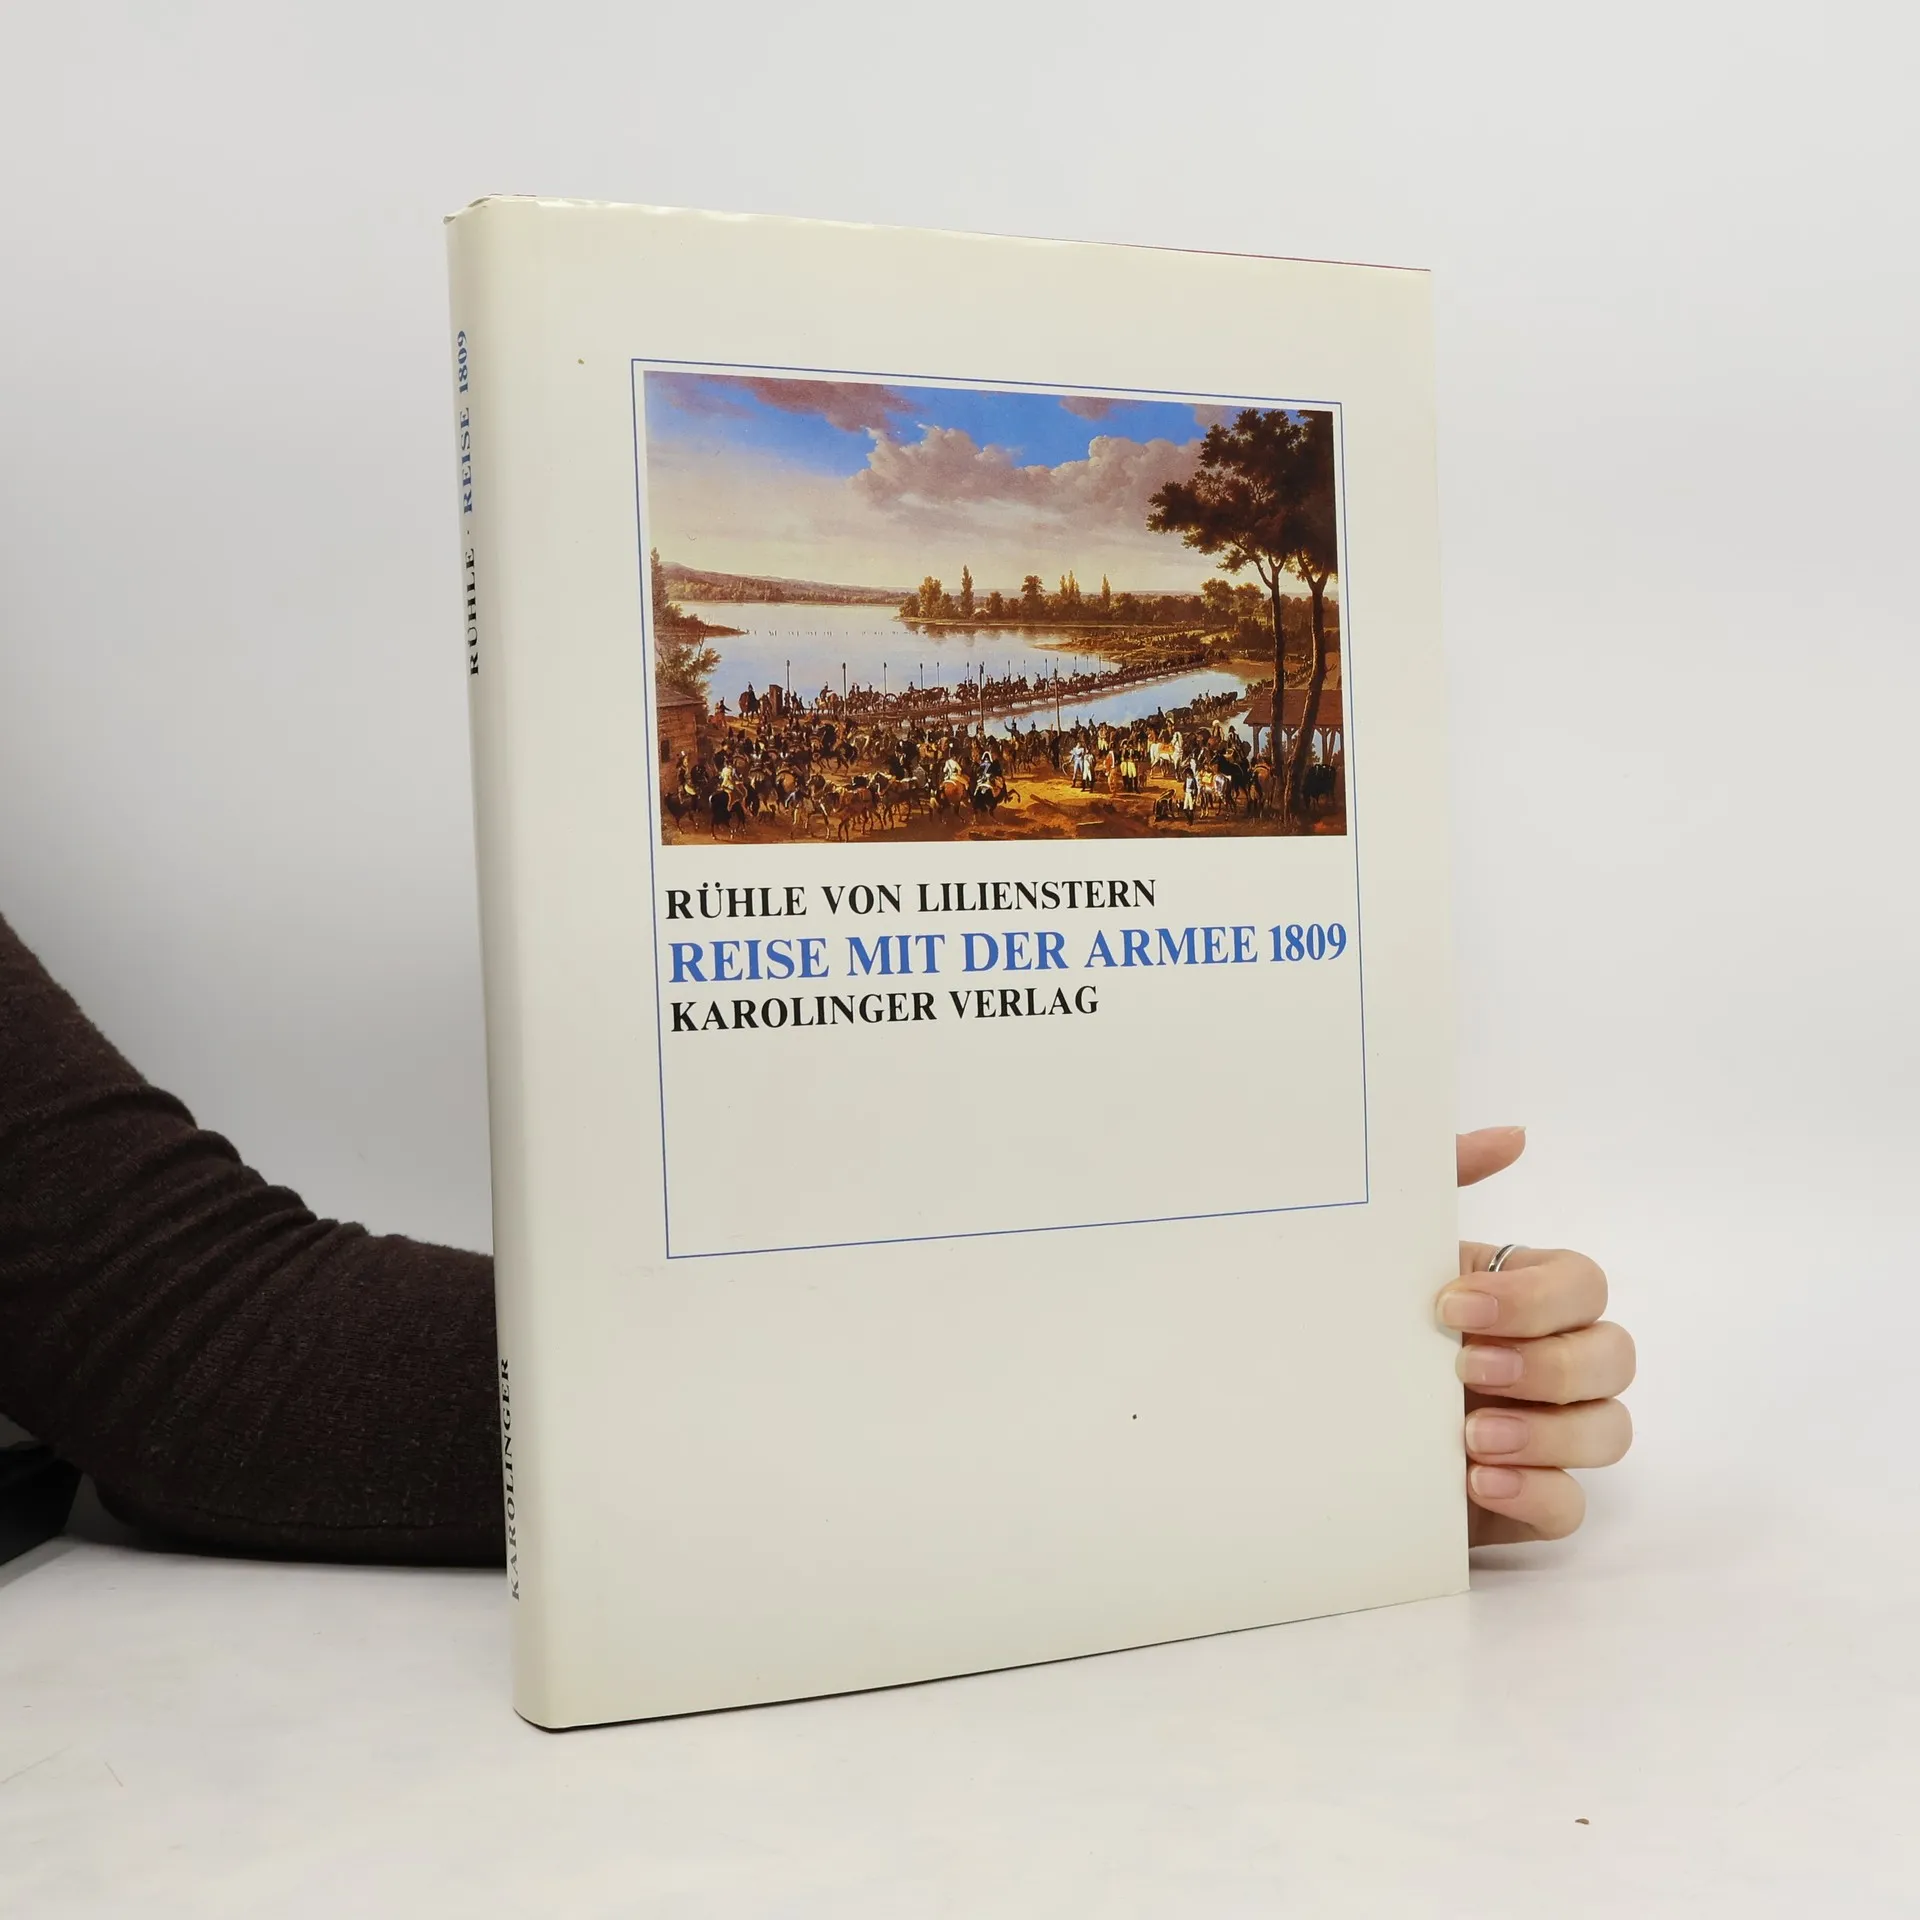 RÜHLE · REISE 1809
KAROLINGER
RÜHLE VON LILIENSTERN
REISE MIT DER ARMEE 1809
KAROLINGER VERLAG